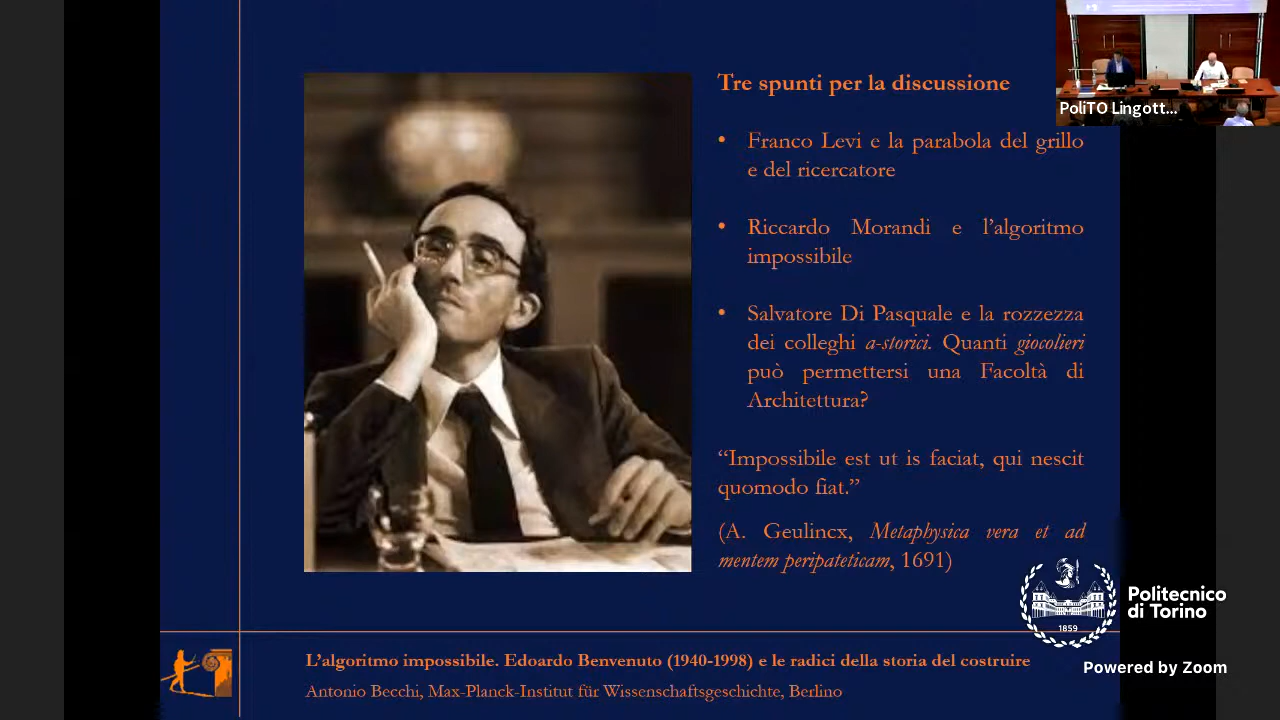 Tre spunti per la discussione
• Franco Levi e la parabola del grillo
e del ricercatore
• Riccardo Morandi e l’algoritmo
impossibile
• Salvatore Di Pasquale e la rozzezza
dei colleghi a-storici. Quanti giocolieri
può permettersi una Facoltà di
Architettura?
“Impossibile est ut is faciat, qui nescit
quomodo fiat.”
(A. Geulincx, Metaphysica vera et ad
mentem peripateticam, 1691)
L’algoritmo impossibile. Edoardo Benvenuto (1940-1998) e le radici della storia del costruire
Antonio Becchi, Max-Planck-Institut für Wissenschaftsgeschichte, Berlino
PoliTO Lingott...
1859
Politecnico
di Torino
Powered by Zoom